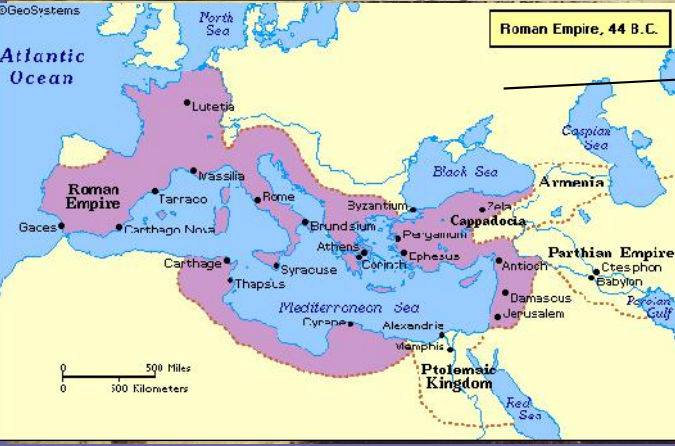 ©GeoSystems
North
Sea
Roman Empire, 44 B.C.
Atlantic
Ocean
Lutetia
Caspian
Sea
Black Sea
Massilia
Armenia
Roman
Empire
Tarraco
Rome
Byzantium
Zela
Cappadocia
Gaces
Carthago Nova
Brundsium
Pergamum
Athens
Ephesus
Corinth
Parthian Empire
Carthage
Syracuse
Antioch
Ctesphon
Babylon
Thapsus
Damascus
Persian
Gulf
Mediterranean Sea
Jerusalem
Cyrene
Alexandria
Memphis
0
500 Miles
0
500 Kilometers
Ptolemaic
Kingdom
Red
Sea